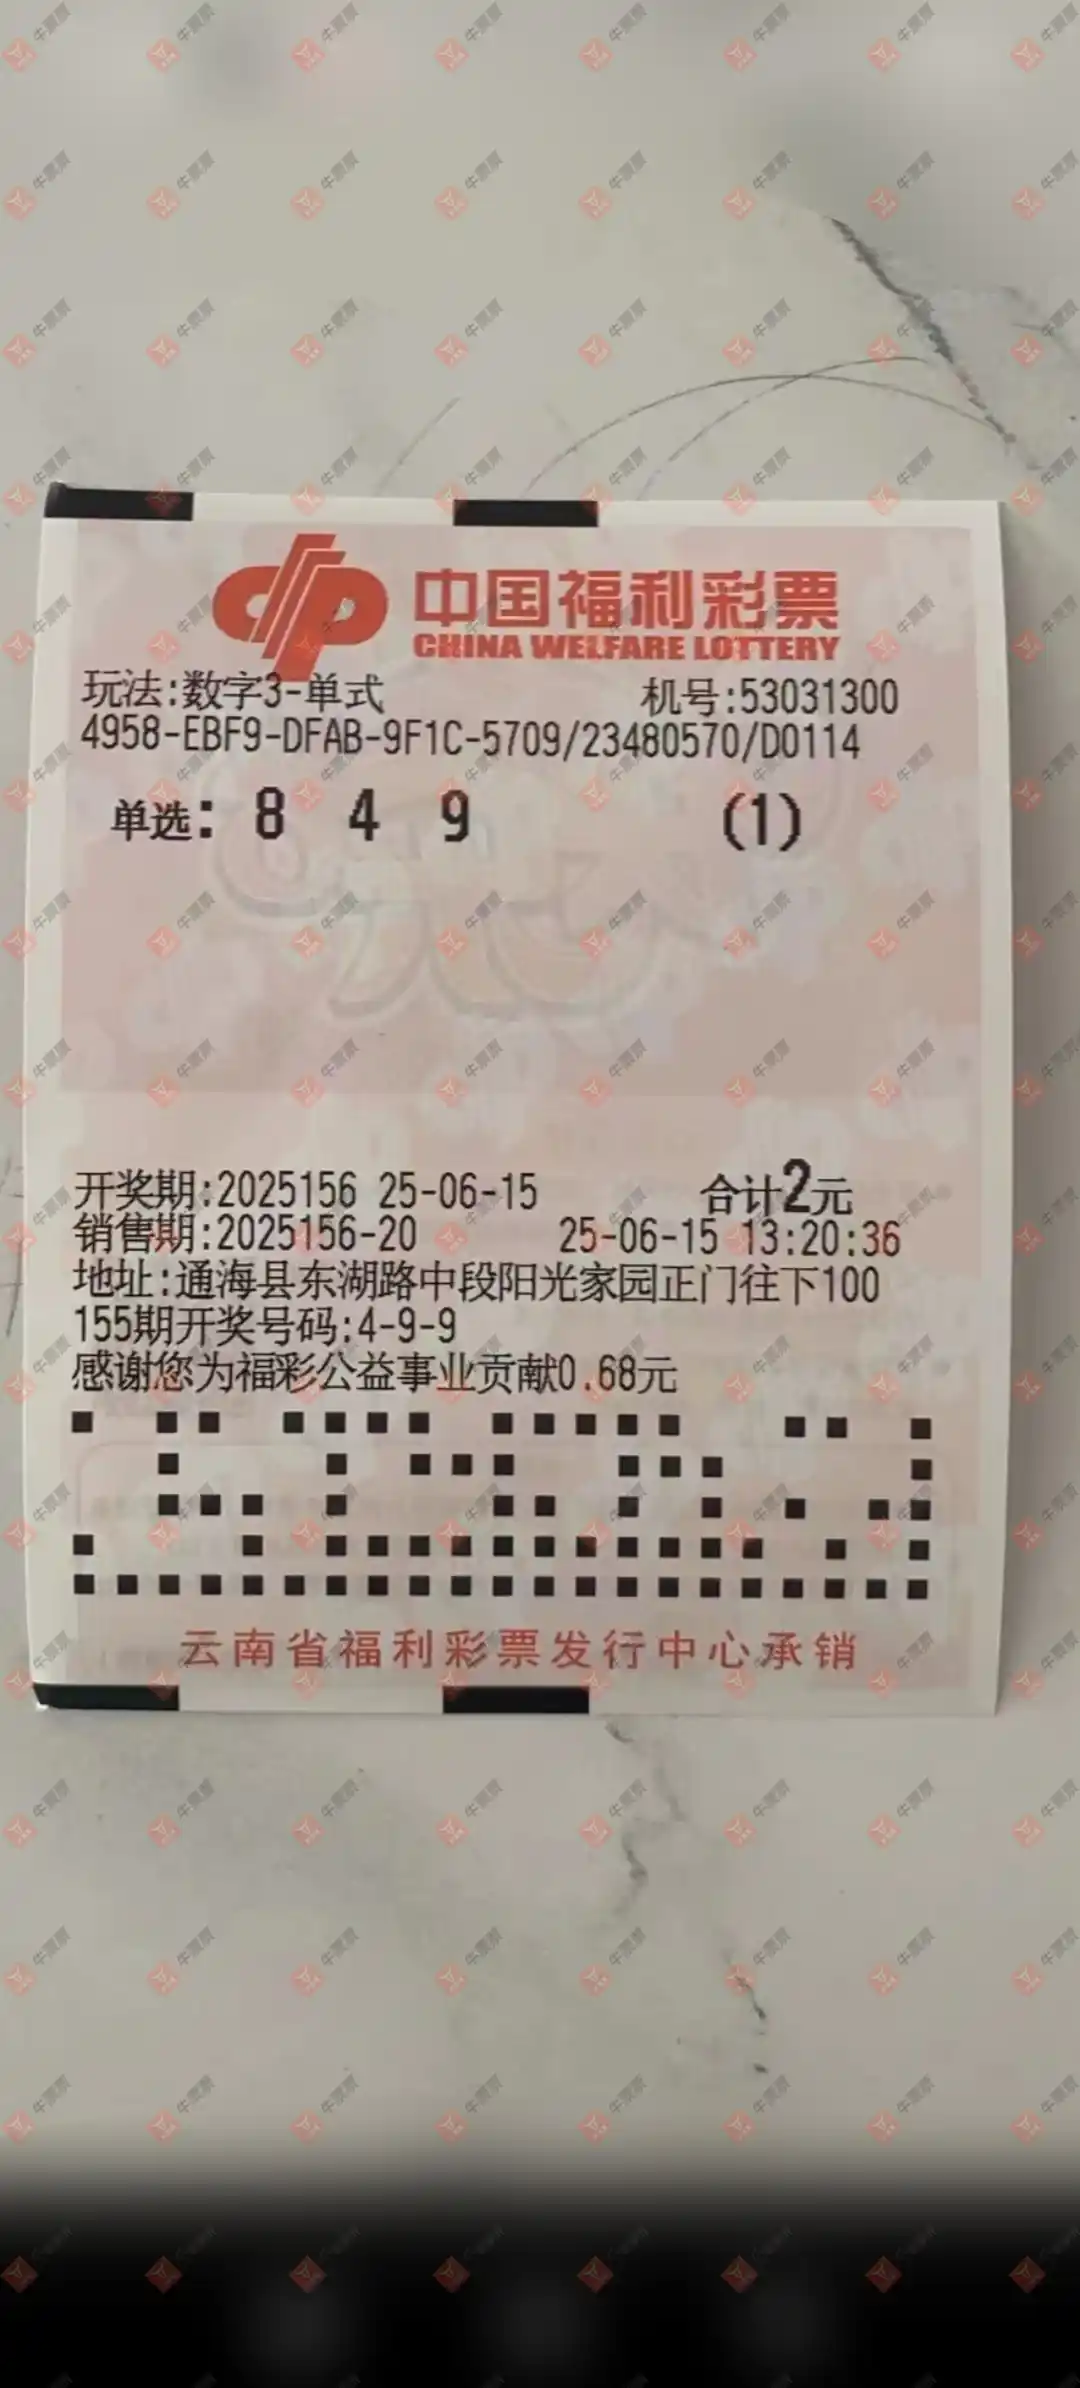 中国福利彩票
CHINA WELFARE LOTTERY
玩法:数字3-单式 机号:53031300
4958-EBF9-DFAB-9F1C-5709/23480570/D0114
单选: 8 4 9 (1)
开奖期:2025156 25-06-15 合计2元
销售期:2025156-20 25-06-15 13:20:36
地址:通海县东湖路中段阳光家园正门往下100
155期开奖号码:4-9-9
感谢您为福彩公益事业贡献0.68元
云南省福利彩票发行中心承销